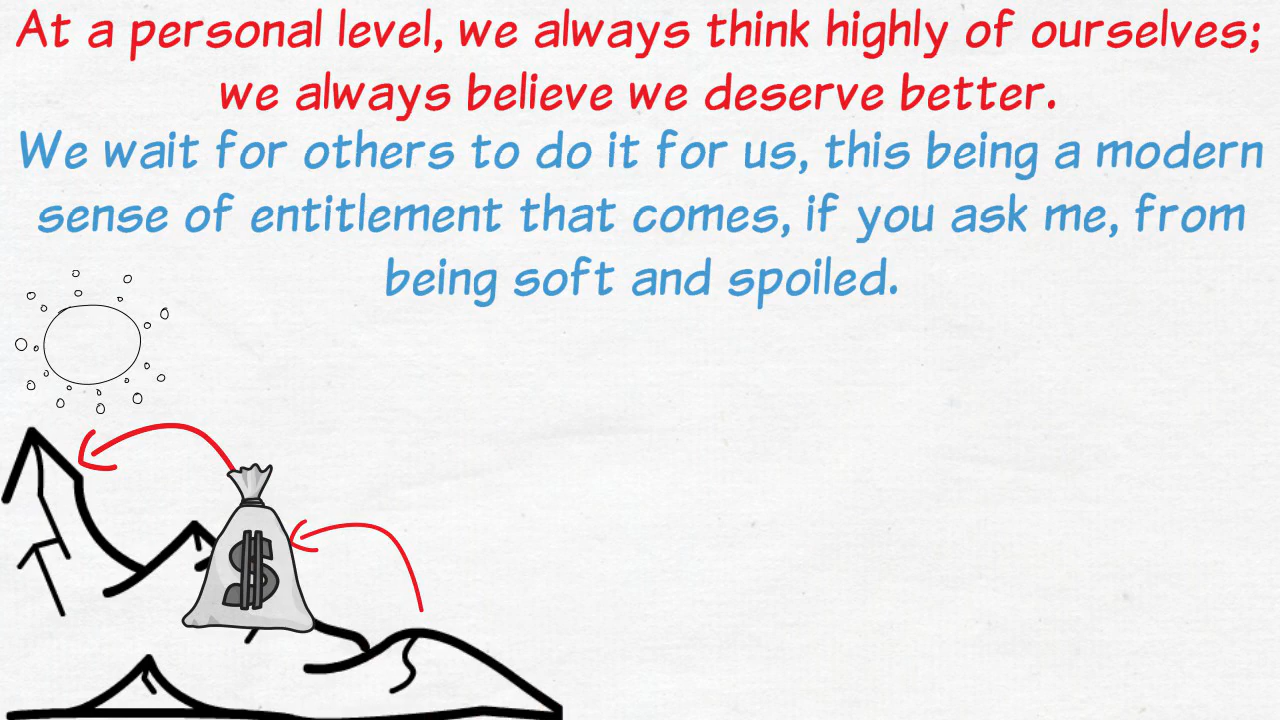 At a personal level, we always think highly of ourselves;
we always believe we deserve better.
We wait for others to do it for us, this being a modern
sense of entitlement that comes, if you ask me, from
being soft and spoiled.
$